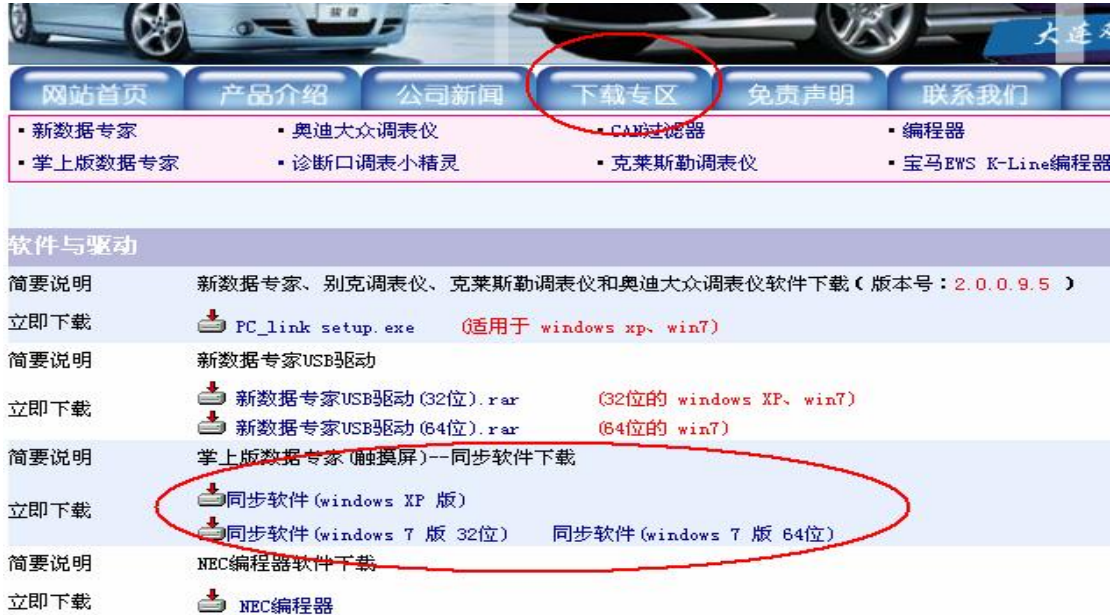 骏捷
大连
网站首页 产品介绍 公司新闻 下载专区 免责声明 联系我们
▪ 新数据专家 ▪ 奥迪大众调表仪 ▪ CAN过滤器 ▪ 编程器
▪ 掌上版数据专家 ▪ 诊断口调表小精灵 ▪ 克莱斯勒调表仪 ▪ 宝马EWS K-Line编程器
软件与驱动
简要说明 新数据专家、别克调表仪、克莱斯勒调表仪和奥迪大众调表仪软件下载(版本号:2.0.0.9.5 )
立即下载 PC_link setup.exe (适用于 windows xp、win7)
简要说明 新数据专家USB驱动
立即下载 新数据专家USB驱动(32位).rar (32位的 windows XP、win7)
新数据专家USB驱动(64位).rar (64位的 win7)
简要说明 掌上版数据专家(触摸屏)--同步软件下载
立即下载 同步软件(windows XP 版)
同步软件(windows 7 版 32位) 同步软件(windows 7 版 64位)
简要说明 NEC编程器软件下载
立即下载 NEC编程器